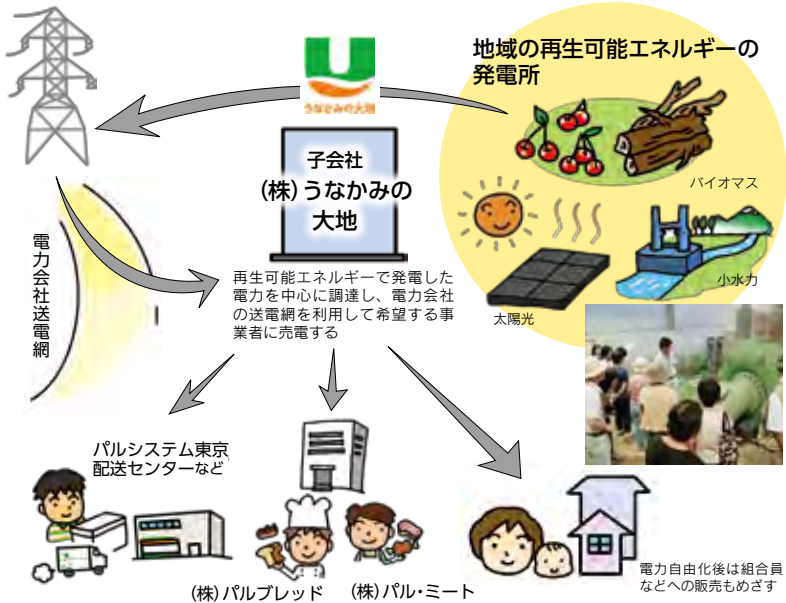 地域の再生可能エネルギーの
発電所
うなかみの大地
子会社
(株)うなかみの
大地
バイオマス
小水力
太陽光
電力会社送電網
再生可能エネルギーで発電した
電力を中心に調達し、電力会社
の送電網を利用して希望する事
業者に売電する
パルシステム東京
配送センターなど
(株)パルブレッド
(株)パル・ミート
電力自由化後は組合員
などへの販売もめざす